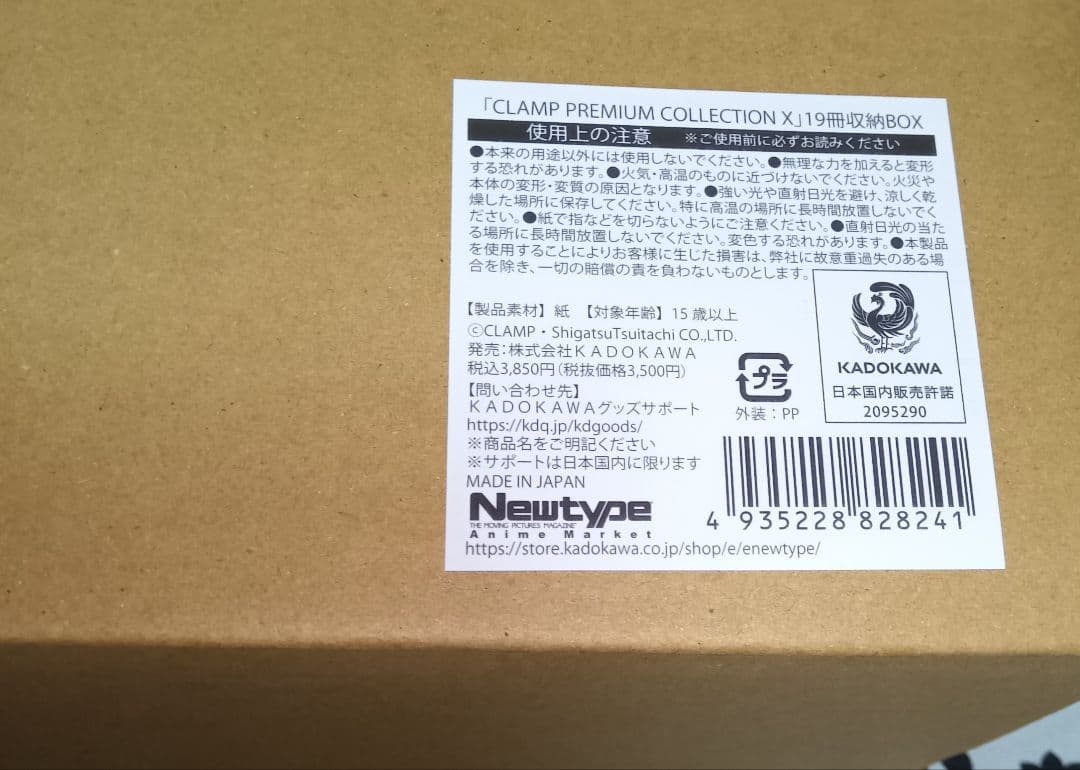 「CLAMP PREMIUM COLLECTION X」19冊収納BOX
使用上の注意 ※ご使用前に必ずお読みください
●本来の用途以外には使用しないでください。●無理な力を加えると変形
する恐れがあります。●火気・高温のものに近づけないでください。火災や
本体の変形・変質の原因となります。●強い光や直射日光を避け、涼しく乾
燥した場所に保存してください。特に高温の場所に長時間放置しないでく
ださい。●紙で指などを切らないようにご注意ください。●直射日光の当た
る場所に長時間放置しないでください。変色する恐れがあります。●本製品
を使用することによりお客様に生じた損害は、弊社に故意重過失のある場
合を除き、一切の賠償の責を負わないものとします。
【製品素材】紙 【対象年齢】15歳以上
©CLAMP・ShigatsuTsuitachi CO.,LTD.
発売：株式会社KADOKAWA
税込3,850円（税抜価格3,500円）
【問い合わせ先】
KADOKAWAグッズサポート
https://kdq.jp/kdgoods/
※商品名をご明記ください
※サポートは日本国内に限ります
MADE IN JAPAN
Newtype
THE MOVING PICTURES MAGAZINE
Anime Market
https://store.kadokawa.co.jp/shop/e/enewtype/
プラ
外装：PP
KADOKAWA
日本国内販売許諾
2095290
4 935228 828241